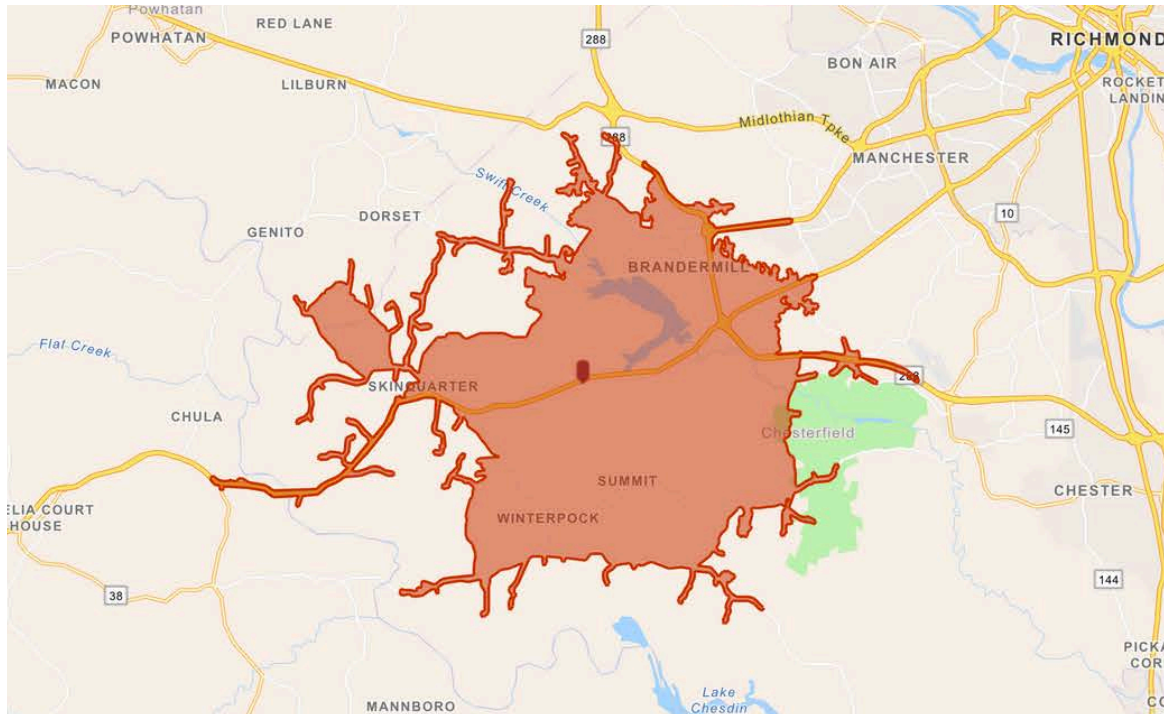 Powhatan
POWHATAN
RED LANE
288
RICHMOND
BON AIR
MACON
LILBURN
ROCKET
LANDIN
Midlothian Tpke
288
MANCHESTER
Swift Creek
DORSET
10
GENITO
BRANDERMILL
Flat Creek
SKINQUARTER
288
CHULA
Chesterfield
145
SUMMIT
CHESTER
ELIA COURT
HOUSE
WINTERPOCK
38
144
PICKA
COR
Lake
Chesdin
MANNBORO
CO